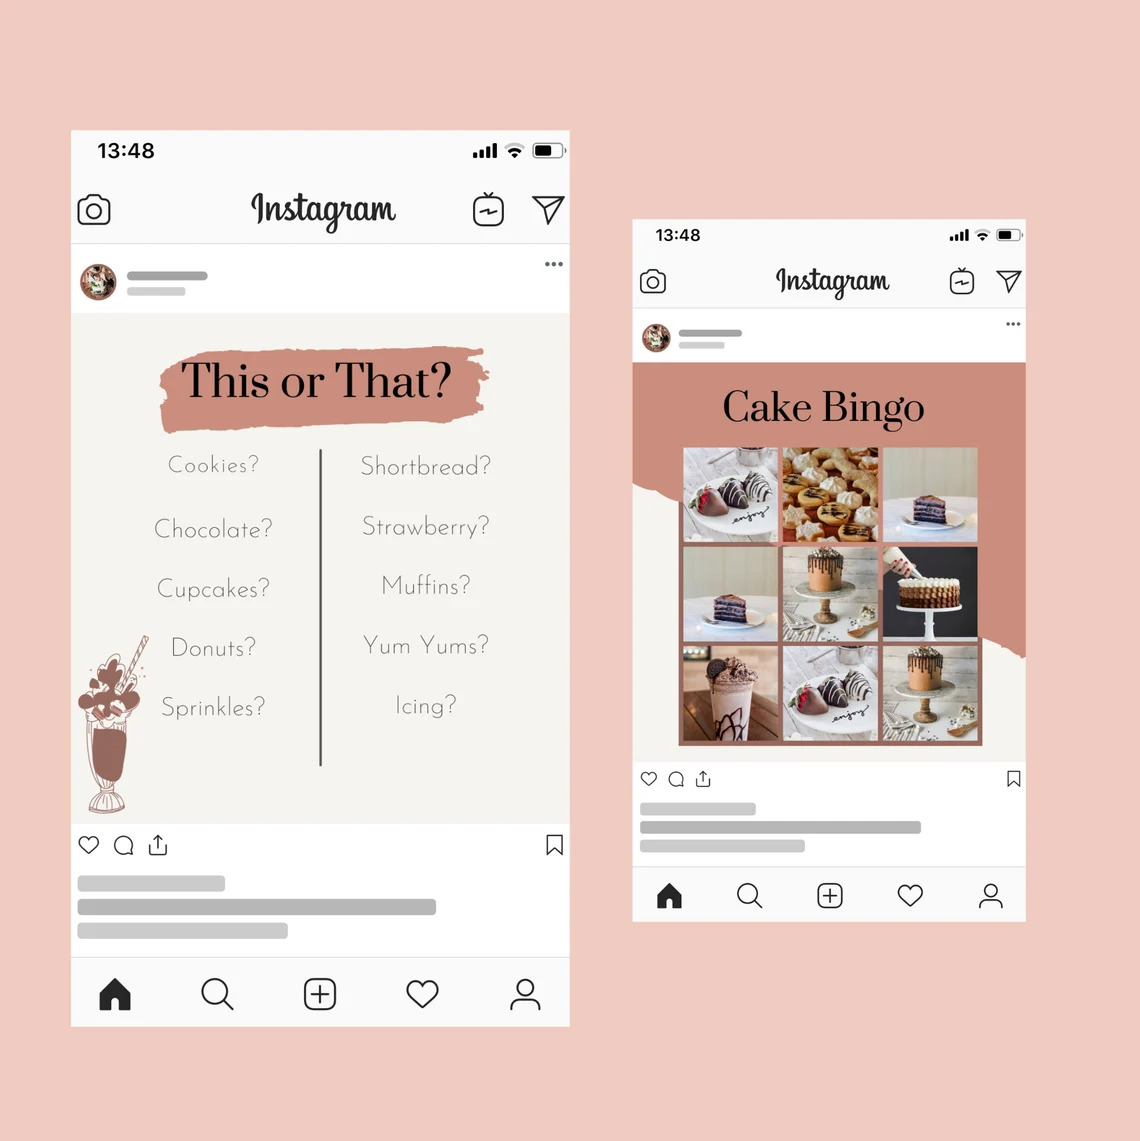 13:48
Instagram
This or That?
Cookies? Shortbread?
Chocolate? Strawberry?
Cupcakes? Muffins?
Donuts? Yum Yums?
Sprinkles? Icing?
13:48
Instagram
Cake Bingo
enjoy
enjoy